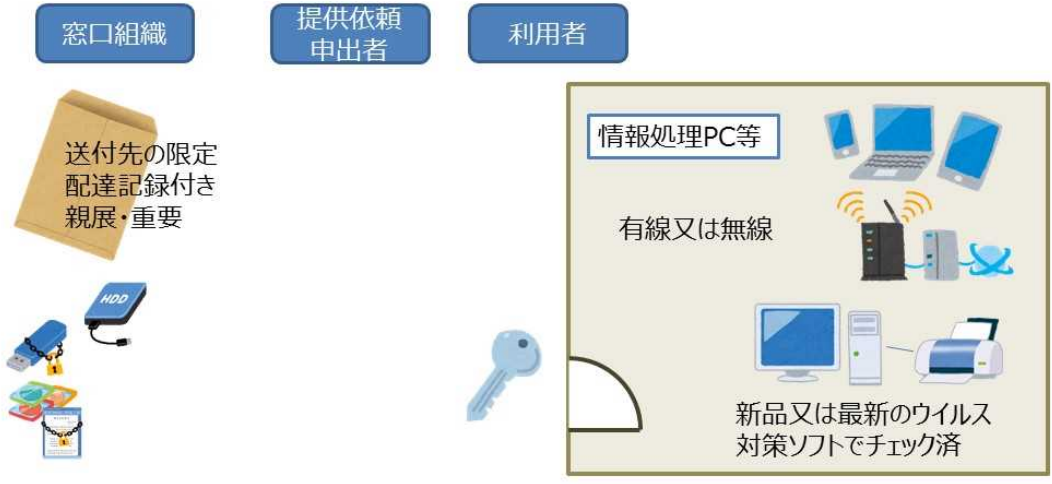 窓口組織
提供依頼
申出者
利用者
送付先の限定
配達記録付き
親展・重要
HDD
情報処理PC等
有線又は無線
新品又は最新のウイルス
対策ソフトでチェック済